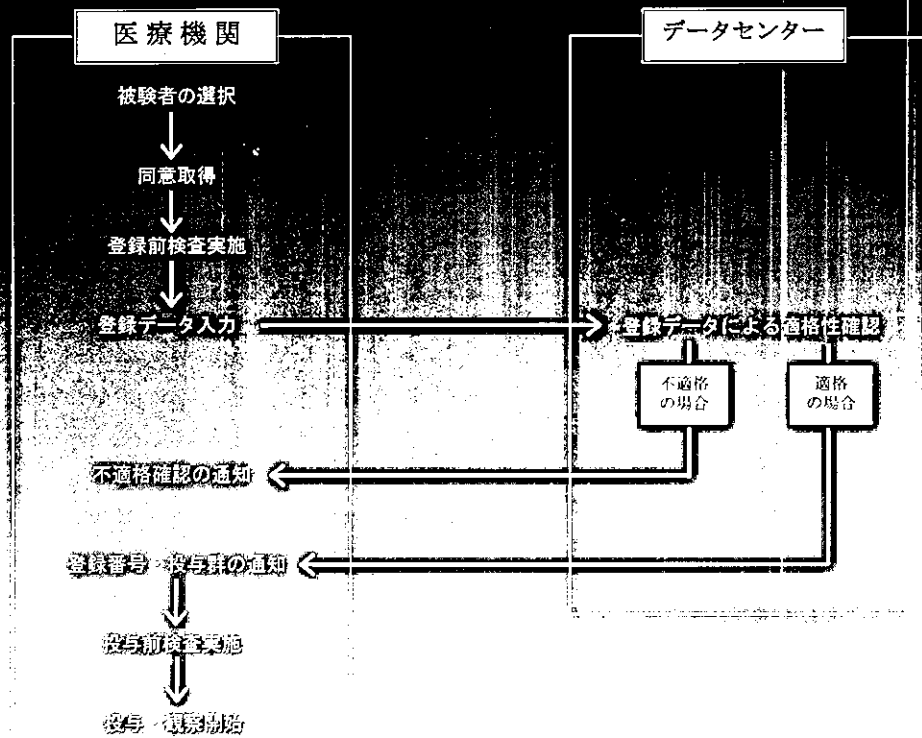 医療機関
データセンター
被験者の選択
同意取得
登録前検査実施
登録データ入力
登録データによる適格性確認
不適格
の場合
適格
の場合
不適格確認の通知
登録番号・投与群の通知
投与前検査実施
投与・観察開始